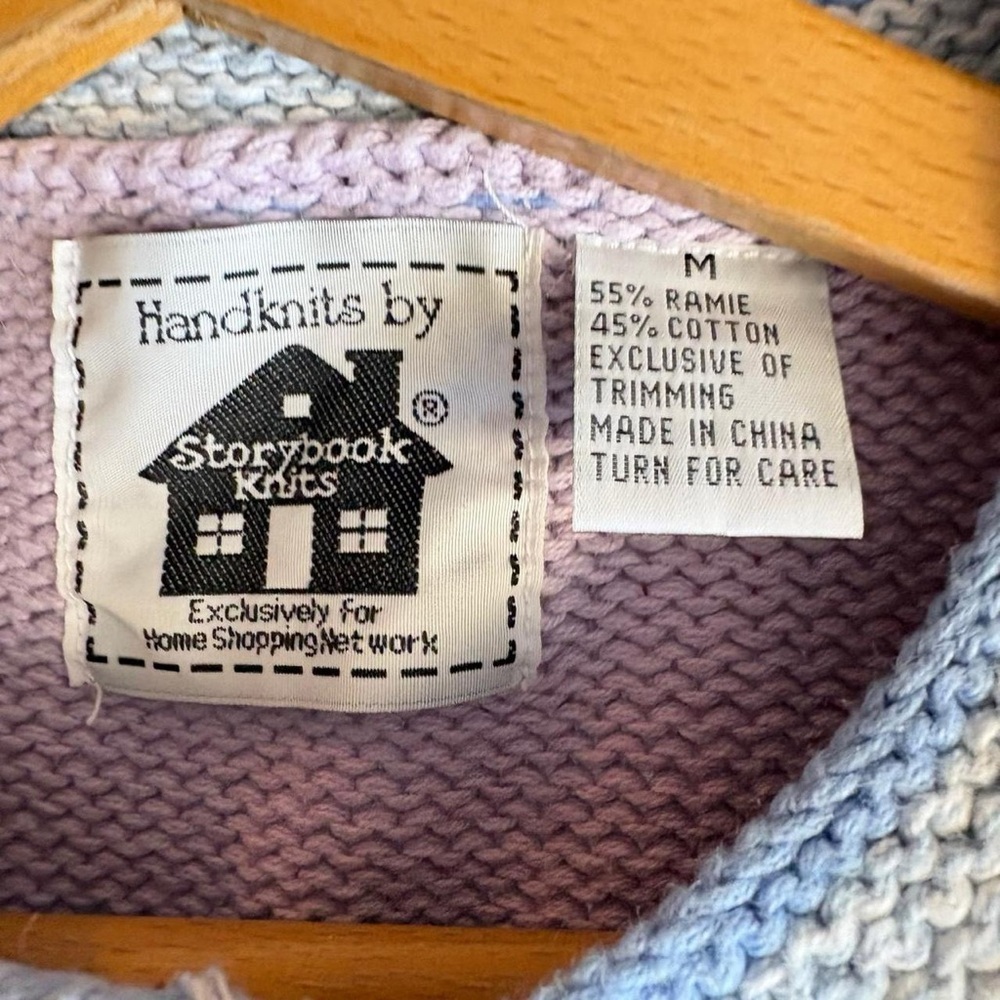 Handknits by
Storybook
Knits
®
Exclusively for
Home Shopping Network
M
55% RAMIE
45% COTTON
EXCLUSIVE OF
TRIMMING
MADE IN CHINA
TURN FOR CARE